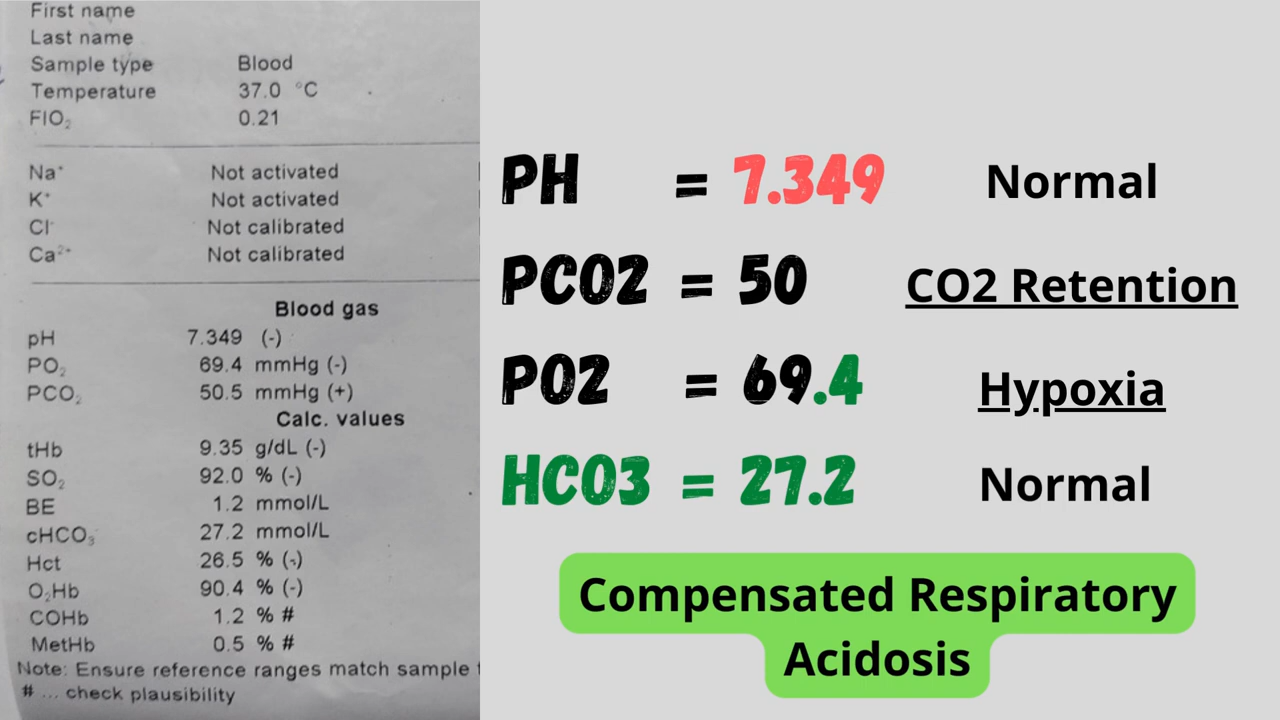 First name
Last name
Sample type Blood
Temperature 37.0 °C
FIO₂ 0.21
Na⁺ Not activated
K⁺ Not activated
Cl⁻ Not calibrated
Ca²⁺ Not calibrated
Blood gas
pH 7.349 (-)
PO₂ 69.4 mmHg (-)
PCO₂ 50.5 mmHg (+)
Calc. values
tHb 9.35 g/dL (-)
SO₂ 92.0 % (-)
BE 1.2 mmol/L
cHCO₃⁻ 27.2 mmol/L
Hct 26.5 % (-)
O₂Hb 90.4 % (-)
COHb 1.2 % #
MetHb 0.5 % #
Note: Ensure reference ranges match sample
# ... check plausibility
PH = 7.349 Normal
PCO2 = 50 CO2 Retention
PO2 = 69.4 Hypoxia
HCO3 = 27.2 Normal
Compensated Respiratory
Acidosis